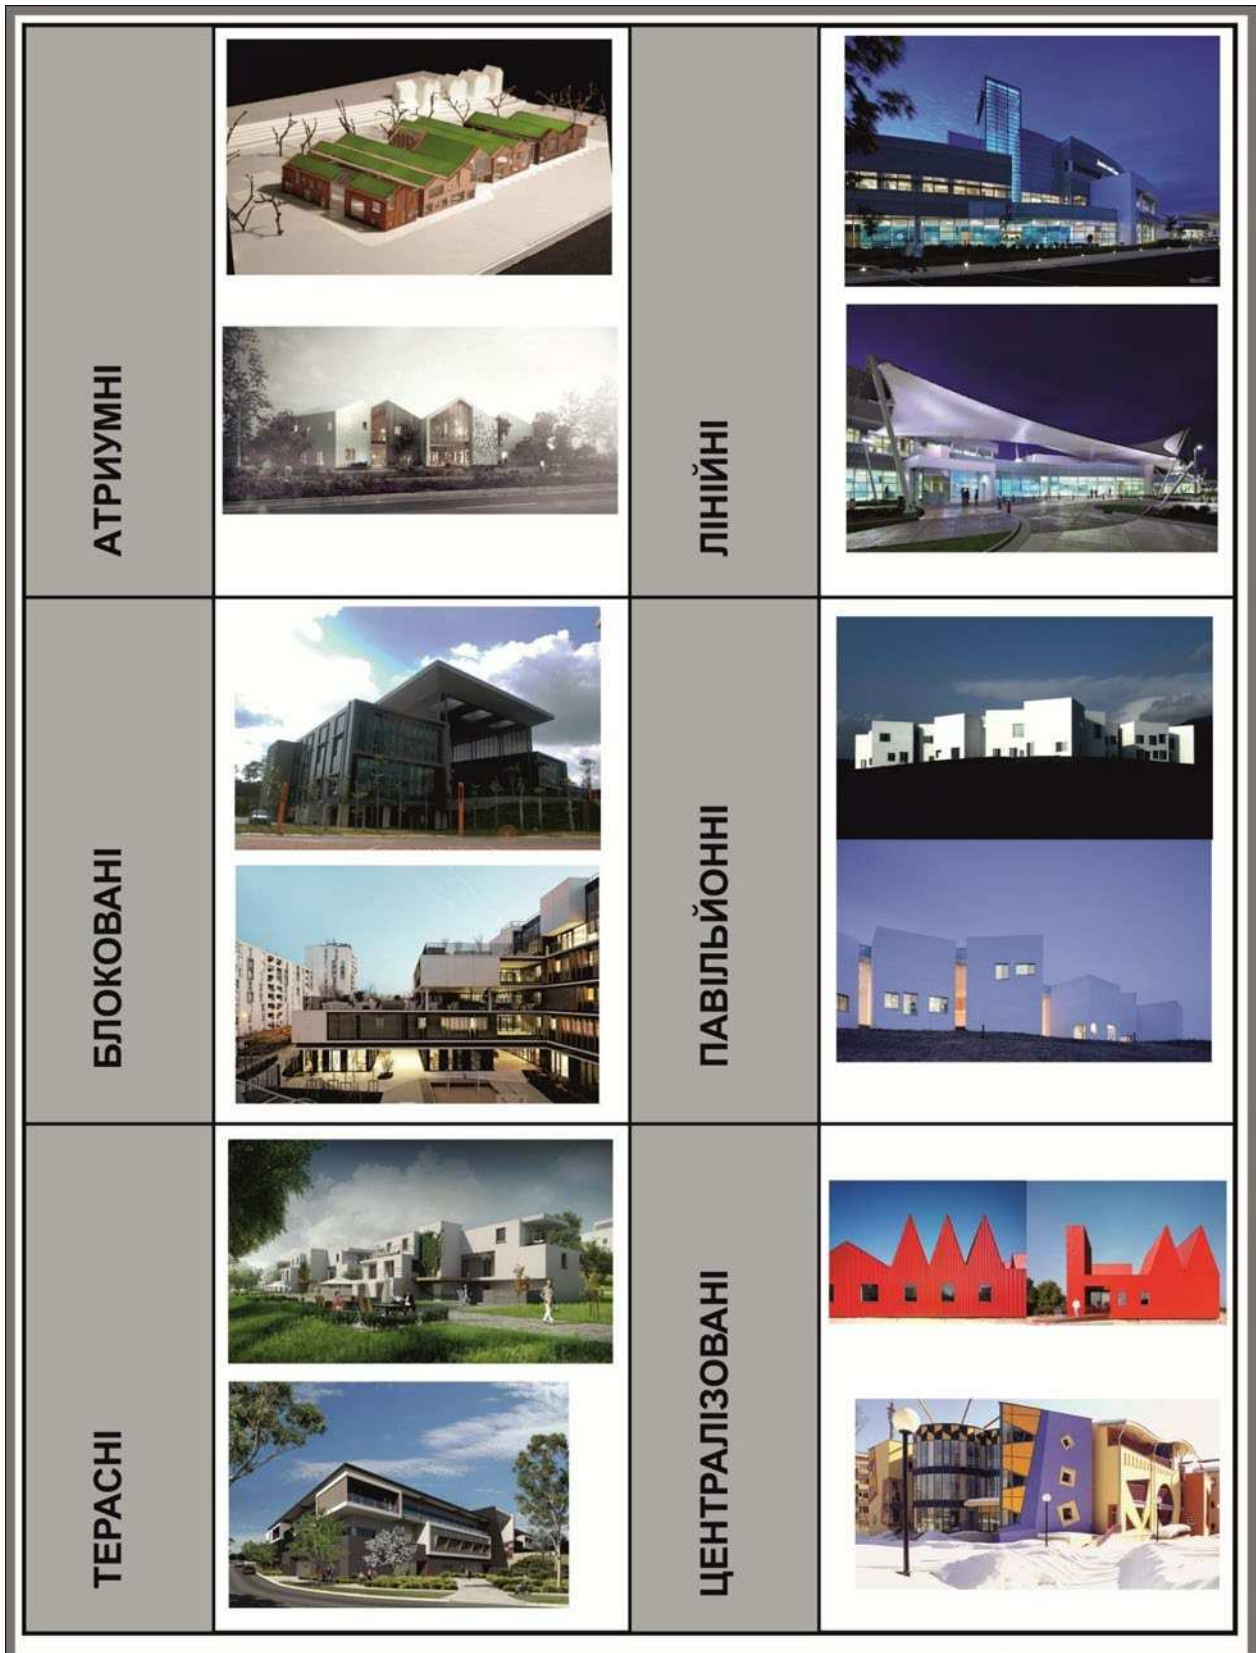 АТРИУМНІ
ЛІНІЙНІ
БЛОКОВАНІ
ПАВІЛЬЙОННІ
ТЕРАСНІ
ЦЕНТРАЛІЗОВАНІ